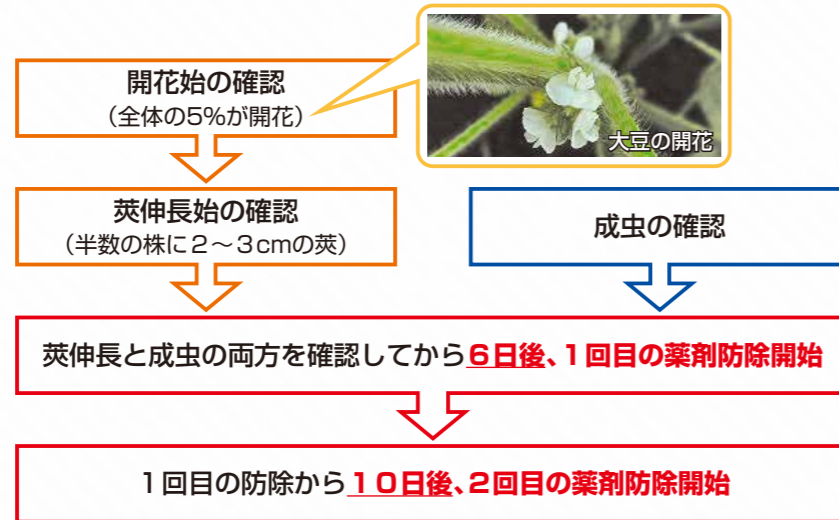 開花始の確認
(全体の5%が開花)
大豆の開花
莢伸長始の確認
(半数の株に2~3cmの莢)
成虫の確認
莢伸長と成虫の両方を確認してから6日後、1回目の薬剤防除開始
1回目の防除から10日後、2回目の薬剤防除開始